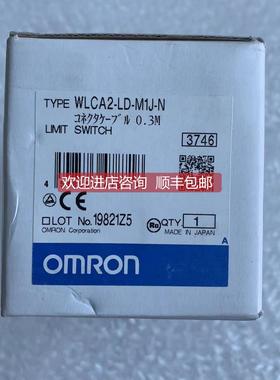 TYPE WLCA2-LD-M1J-N
コネクタケーブル 0.3M
LIMIT SWITCH
3746
4
欢迎进店咨询 顺丰包邮
CE
LOT No. 19821Z5
QTY. 1
OMRON Corporation
MADE IN JAPAN
A
OMRON